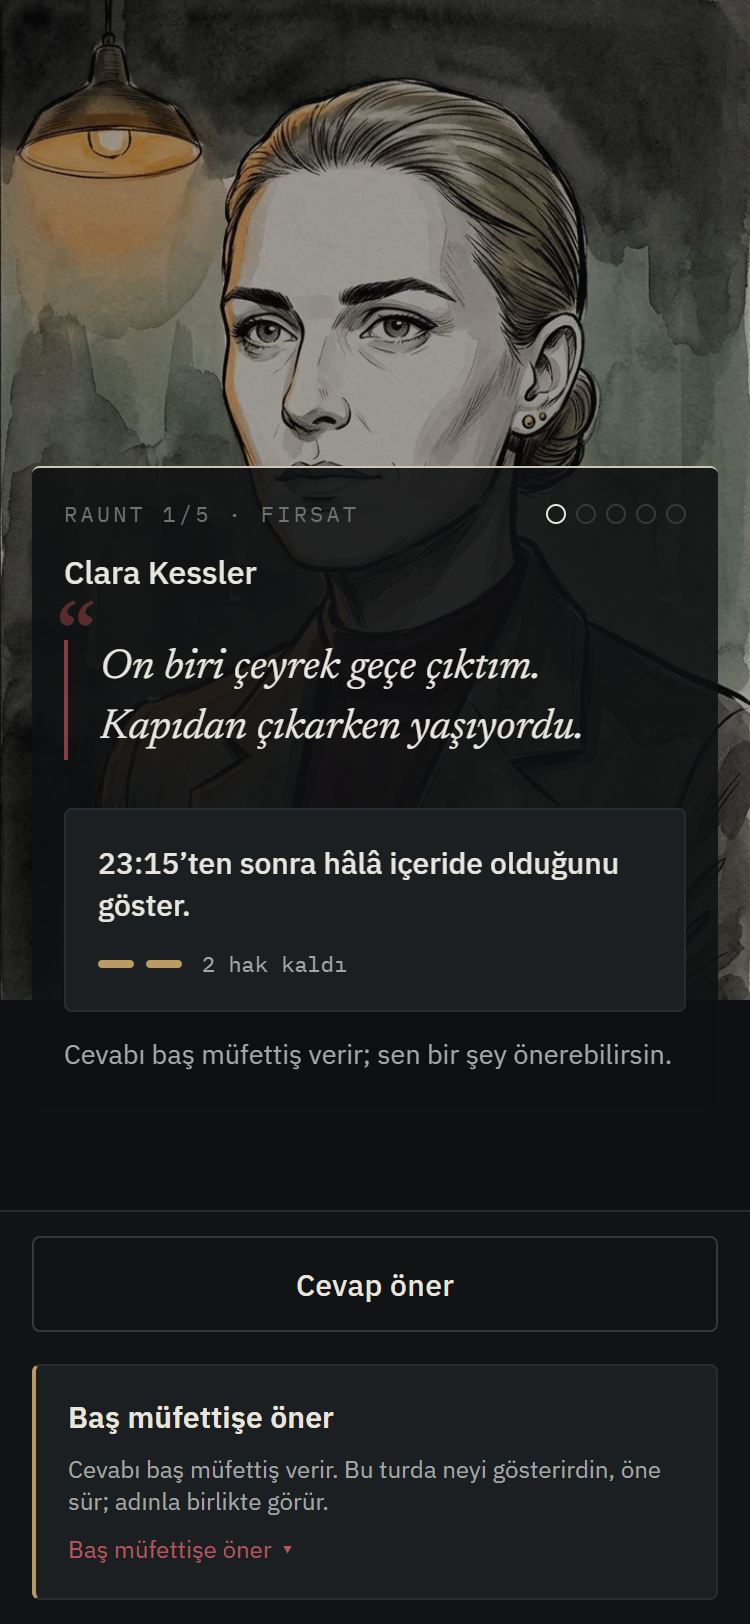 RAUNT 1/5 · FIRSAT
Clara Kessler
“
On biri çeyrek geçe çıktım.
Kapıdan çıkarken yaşıyordu.
23:15’ten sonra hâlâ içeride olduğunu
göster.
2 hak kaldı
Cevabı baş müfettiş verir; sen bir şey önerebilirsin.
Cevap öner
Baş müfettişe öner
Cevabı baş müfettiş verir. Bu turda neyi gösterirdin, öne
sür; adınla birlikte görür.
Baş müfettişe öner ▾